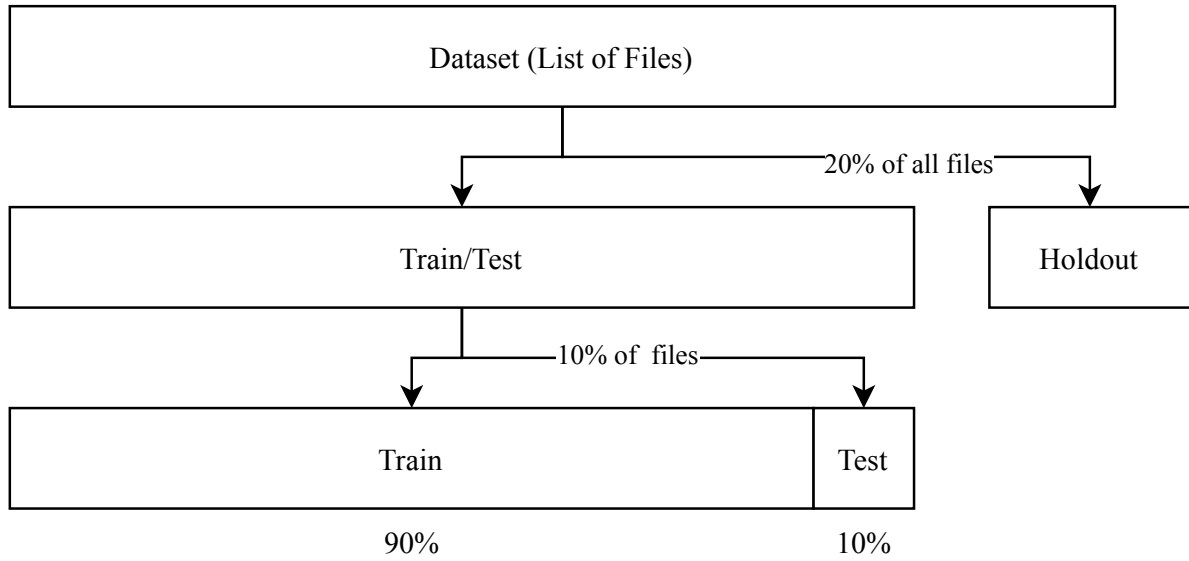 Dataset (List of Files)
20% of all files
Train/Test
Holdout
10% of  files
Train
Test
90%
10%